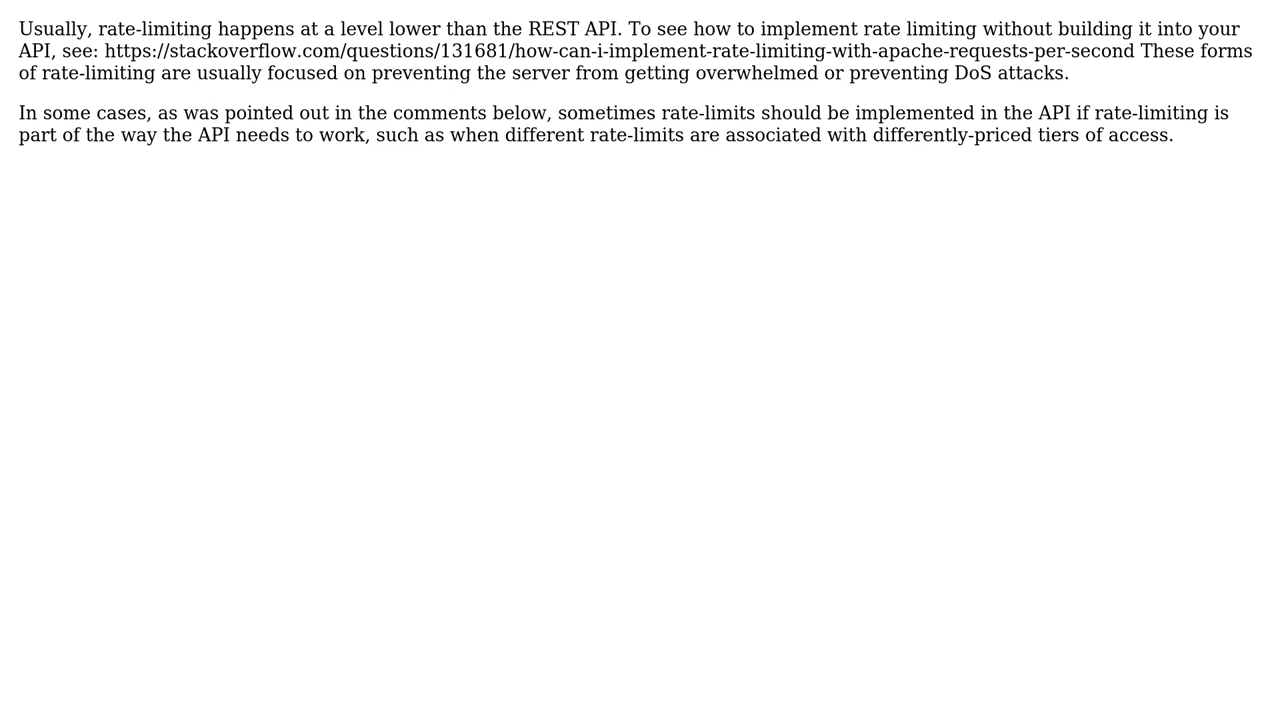 Usually, rate-limiting happens at a level lower than the REST API. To see how to implement rate limiting without building it into your
API, see: https://stackoverflow.com/questions/131681/how-can-i-implement-rate-limiting-with-apache-requests-per-second These forms
of rate-limiting are usually focused on preventing the server from getting overwhelmed or preventing DoS attacks.
In some cases, as was pointed out in the comments below, sometimes rate-limits should be implemented in the API if rate-limiting is
part of the way the API needs to work, such as when different rate-limits are associated with differently-priced tiers of access.